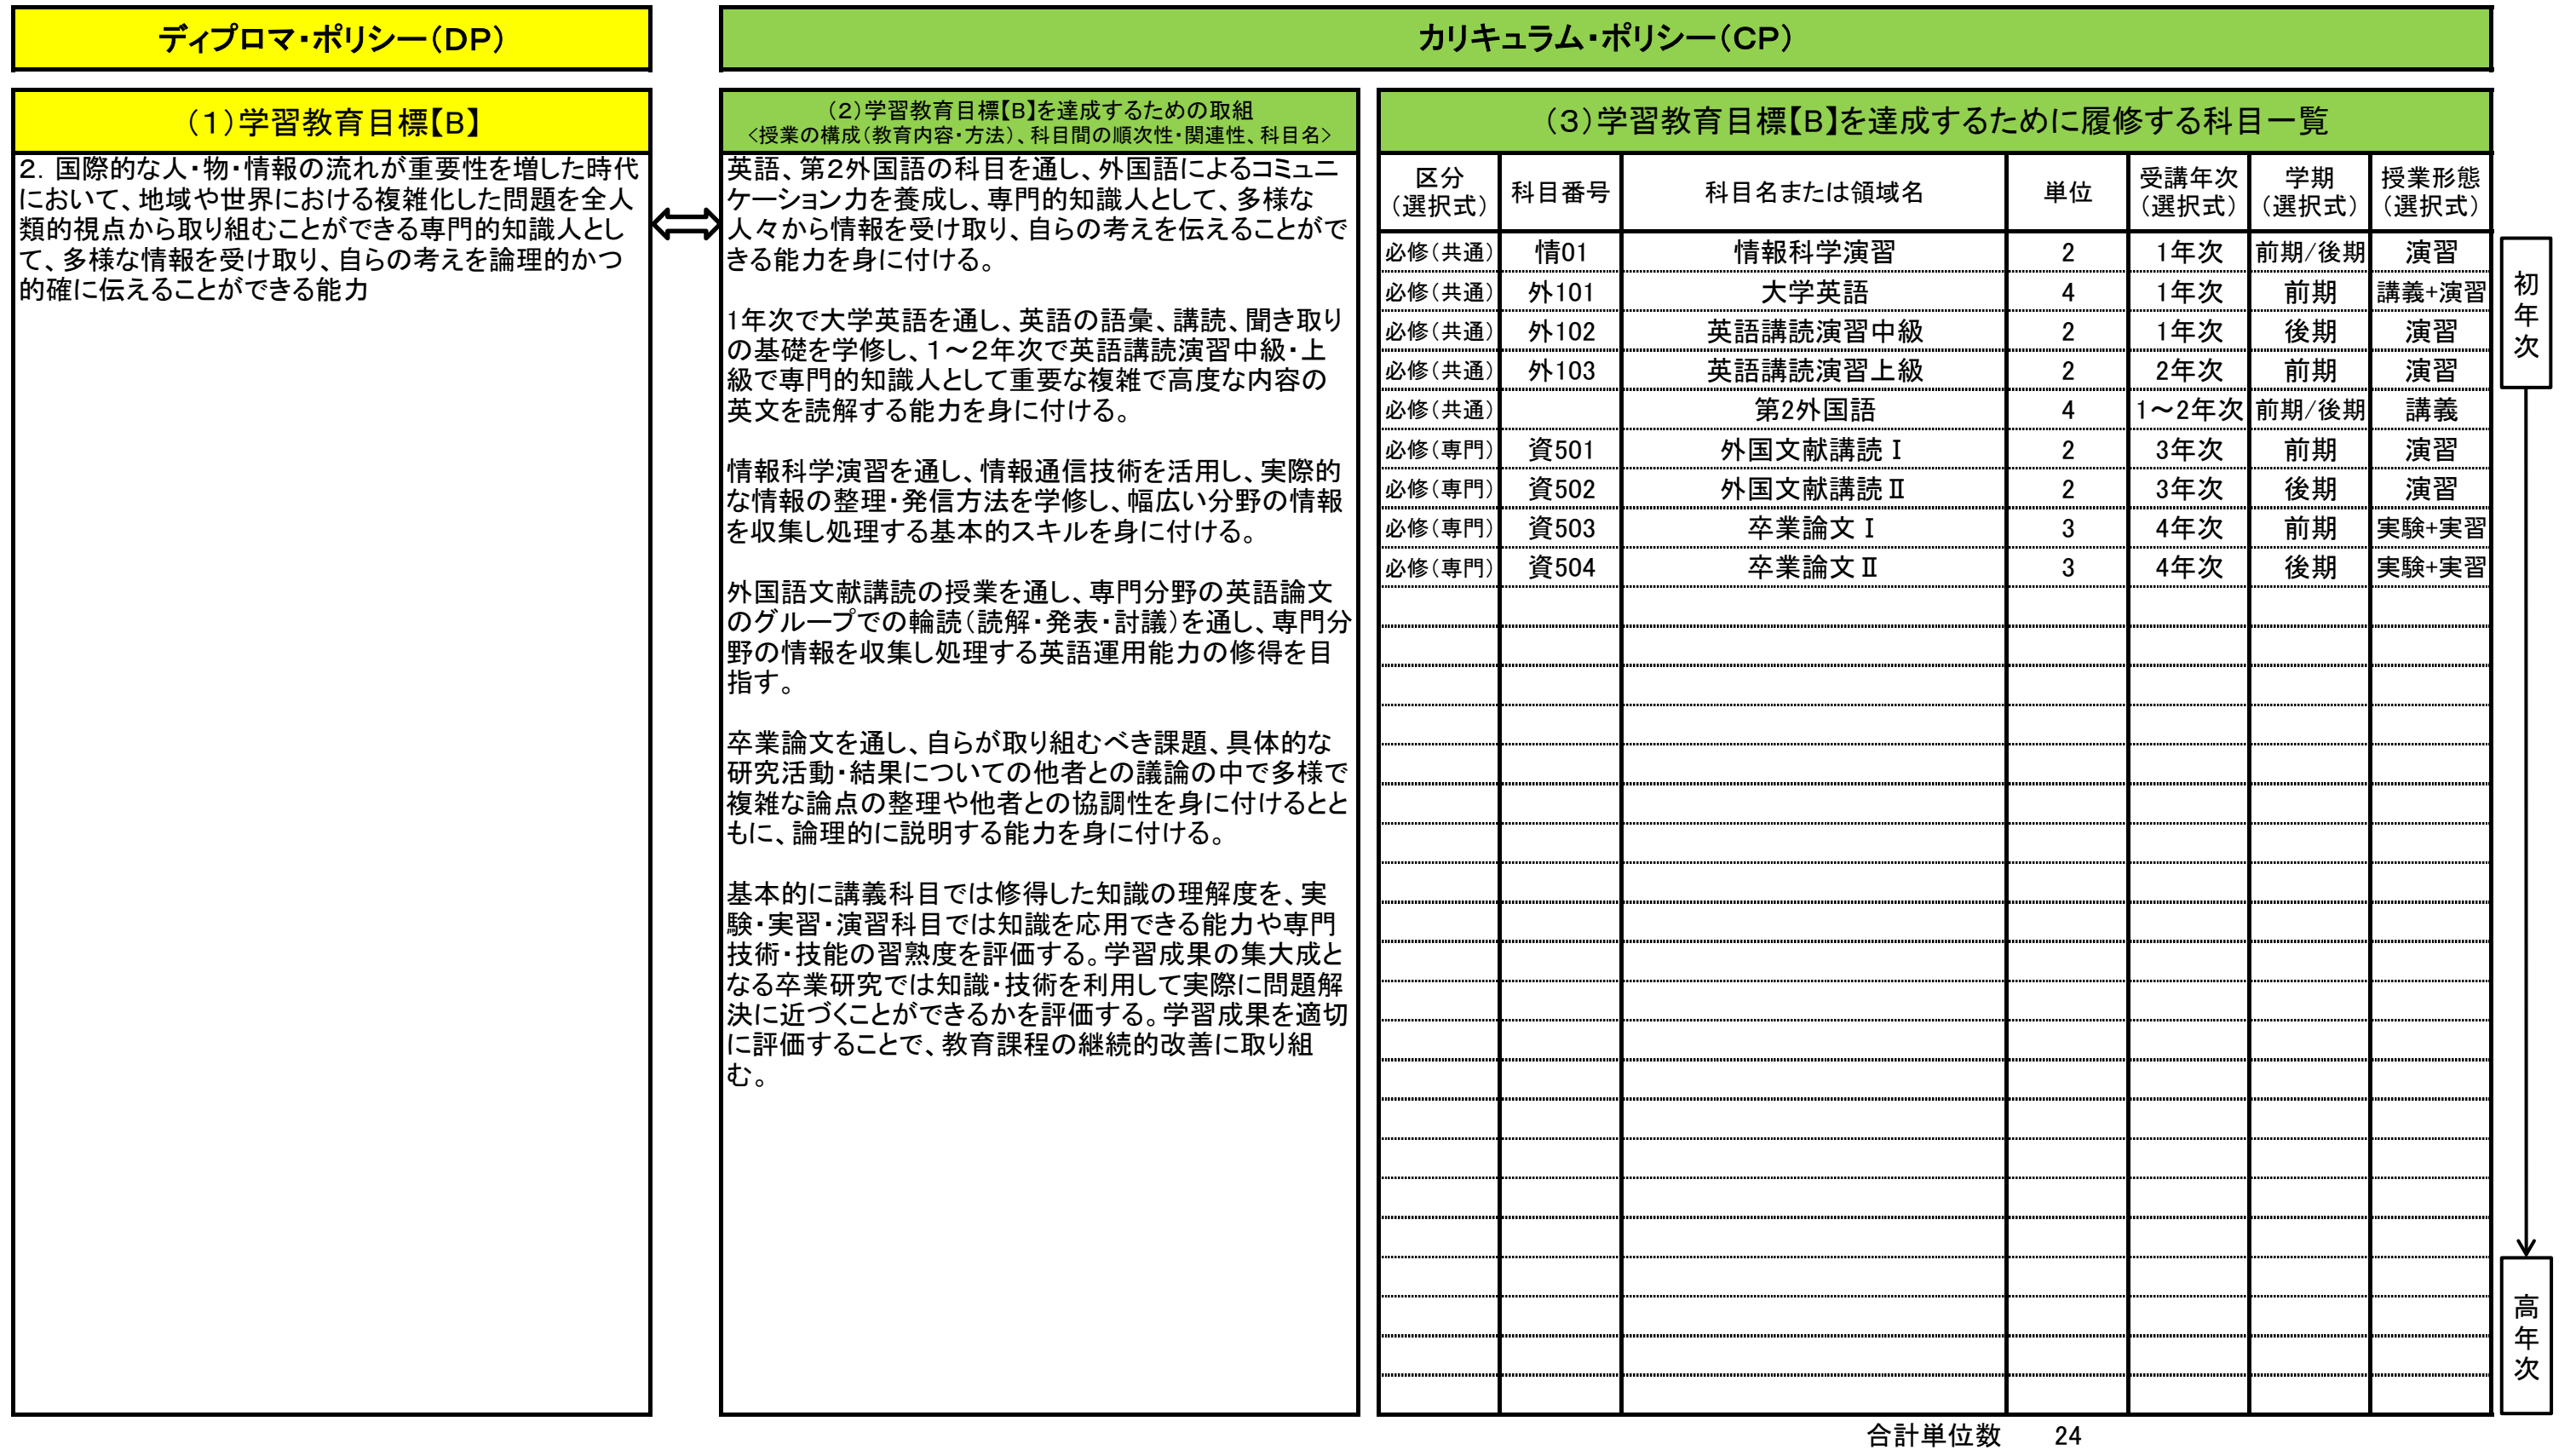 ディプロマ・ポリシー（ＤＰ）
カリキュラム・ポリシー（ＣＰ）
（１）学習教育目標【Ｂ】
2．国際的な人・物・情報の流れが重要性を増した時代
において、地域や世界における複雑化した問題を全人
類的視点から取り組むことができる専門的知識人とし
て、多様な情報を受け取り、自らの考えを論理的かつ
的確に伝えることができる能力
（２）学習教育目標【Ｂ】を達成するための取組
<授業の構成（教育内容・方法）、科目間の順次性・関連性、科目名>
英語、第２外国語の科目を通し、外国語によるコミュニ
ケーション力を養成し、専門的知識人として、多様な
人々から情報を受け取り、自らの考えを伝えることがで
きる能力を身に付ける。
1年次で大学英語を通し、英語の語彙、講読、聞き取り
の基礎を学修し、１～２年次で英語講読演習中級・上
級で専門的知識人として重要な複雑で高度な内容の
英文を読解する能力を身に付ける。
情報科学演習を通し、情報通信技術を活用し、実際的
な情報の整理・発信方法を学修し、幅広い分野の情報
を収集し処理する基本的スキルを身に付ける。
外国語文献講読の授業を通し、専門分野の英語論文
のグループでの輪読（読解・発表・討議）を通し、専門分
野の情報を収集し処理する英語運用能力の修得を目
指す。
卒業論文を通し、自らが取り組むべき課題、具体的な
研究活動・結果についての他者との議論の中で多様で
複雑な論点の整理や他者との協調性を身に付けるとと
もに、論理的に説明する能力を身に付ける。
基本的に講義科目では修得した知識の理解度を、実
験・実習・演習科目では知識を応用できる能力や専門
技術・技能の習熟度を評価する。学習成果の集大成と
なる卒業研究では知識・技術を利用して実際に問題解
決に近づくことができるかを評価する。学習成果を適切
に評価することで、教育課程の継続的改善に取り組
む。
（３）学習教育目標【Ｂ】を達成するために履修する科目一覧
区分（選択式） 科目番号 科目名または領域名 単位 受講年次（選択式） 学期（選択式） 授業形態（選択式）
必修（共通） 情01 情報科学演習 2 1年次 前期/後期 演習
必修（共通） 外101 大学英語 4 1年次 前期 講義+演習
必修（共通） 外102 英語講読演習中級 2 1年次 後期 演習
必修（共通） 外103 英語講読演習上級 2 2年次 前期 演習
必修（共通） 第2外国語 4 1～2年次 前期/後期 講義
必修（専門） 資501 外国文献講読Ⅰ 2 3年次 前期 演習
必修（専門） 資502 外国文献講読Ⅱ 2 3年次 後期 演習
必修（専門） 資503 卒業論文Ⅰ 3 4年次 前期 実験+実習
必修（専門） 資504 卒業論文Ⅱ 3 4年次 後期 実験+実習
合計単位数 24
初年次
高年次